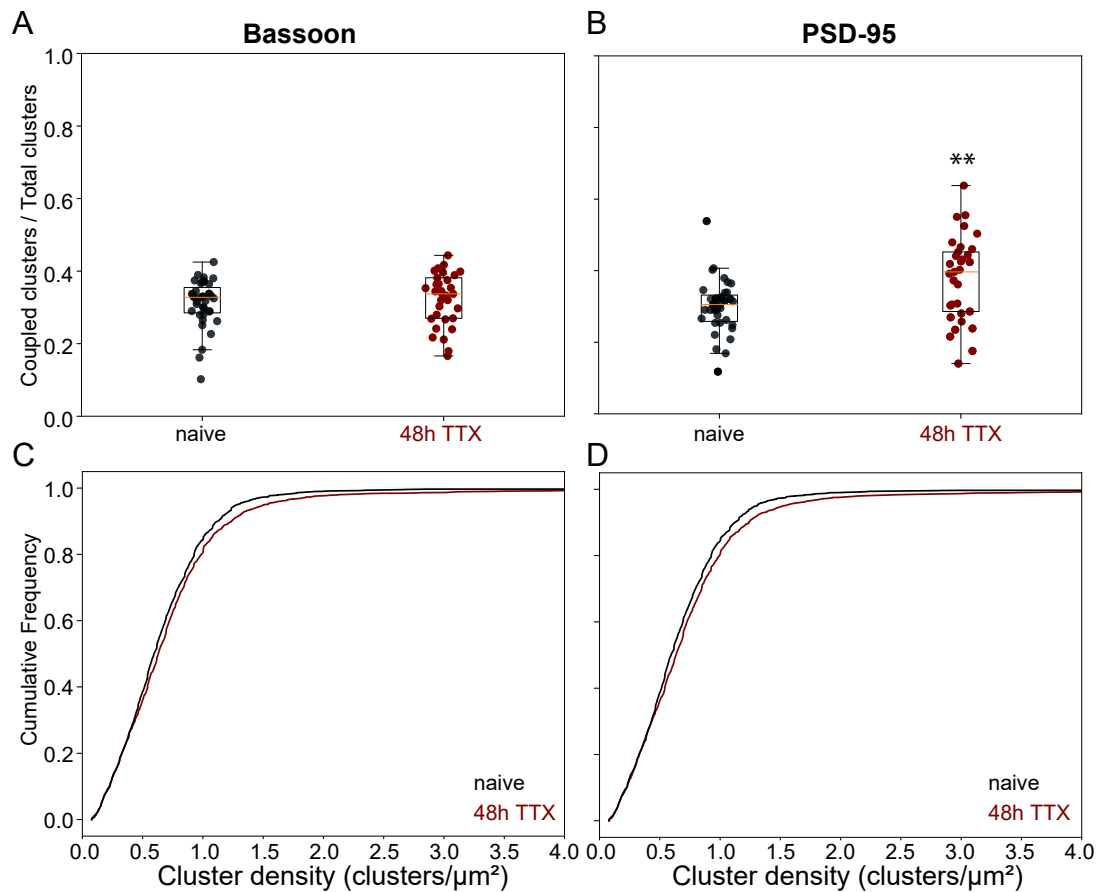 A
Bassoon
B
PSD-95
Coupled clusters / Total clusters
1.0
0.8
0.6
0.4
0.2
0.0
**
naive
48h TTX
naive
48h TTX
C
D
Cumulative Frequency
1.0
0.8
0.6
0.4
0.2
0.0
naive
48h TTX
naive
48h TTX
0.0 0.5 1.0 1.5 2.0 2.5 3.0 3.5 4.0
0.0 0.5 1.0 1.5 2.0 2.5 3.0 3.5 4.0
Cluster density (clusters/µm²)
Cluster density (clusters/µm²)